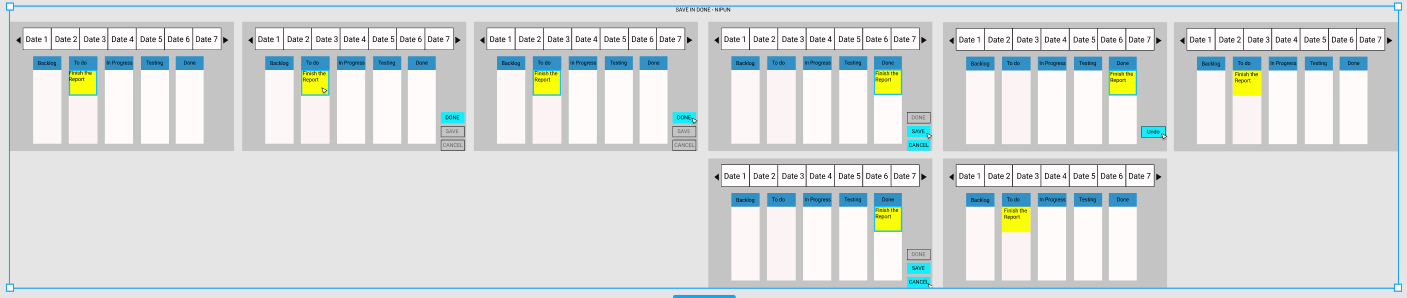 SAVE IN DONE - NIPUN
Date 1 Date 2 Date 3 Date 4 Date 5 Date 6 Date 7
Backlog To do In Progress Testing Done
Finish the
Report
Date 1 Date 2 Date 3 Date 4 Date 5 Date 6 Date 7
Backlog To do In Progress Testing Done
Finish the
Report
DONE
SAVE
CANCEL
Date 1 Date 2 Date 3 Date 4 Date 5 Date 6 Date 7
Backlog To do In Progress Testing Done
Finish the
Report
DONE
SAVE
CANCEL
Date 1 Date 2 Date 3 Date 4 Date 5 Date 6 Date 7
Backlog To do In Progress Testing Done
Finish the
Report
DONE
SAVE
CANCEL
Date 1 Date 2 Date 3 Date 4 Date 5 Date 6 Date 7
Backlog To do In Progress Testing Done
Finish the
Report
Undo
Date 1 Date 2 Date 3 Date 4 Date 5 Date 6 Date 7
Backlog To do In Progress Testing Done
Finish the
Report
Date 1 Date 2 Date 3 Date 4 Date 5 Date 6 Date 7
Backlog To do In Progress Testing Done
Finish the
Report
DONE
SAVE
CANCEL
Date 1 Date 2 Date 3 Date 4 Date 5 Date 6 Date 7
Backlog To do In Progress Testing Done
Finish the
Report